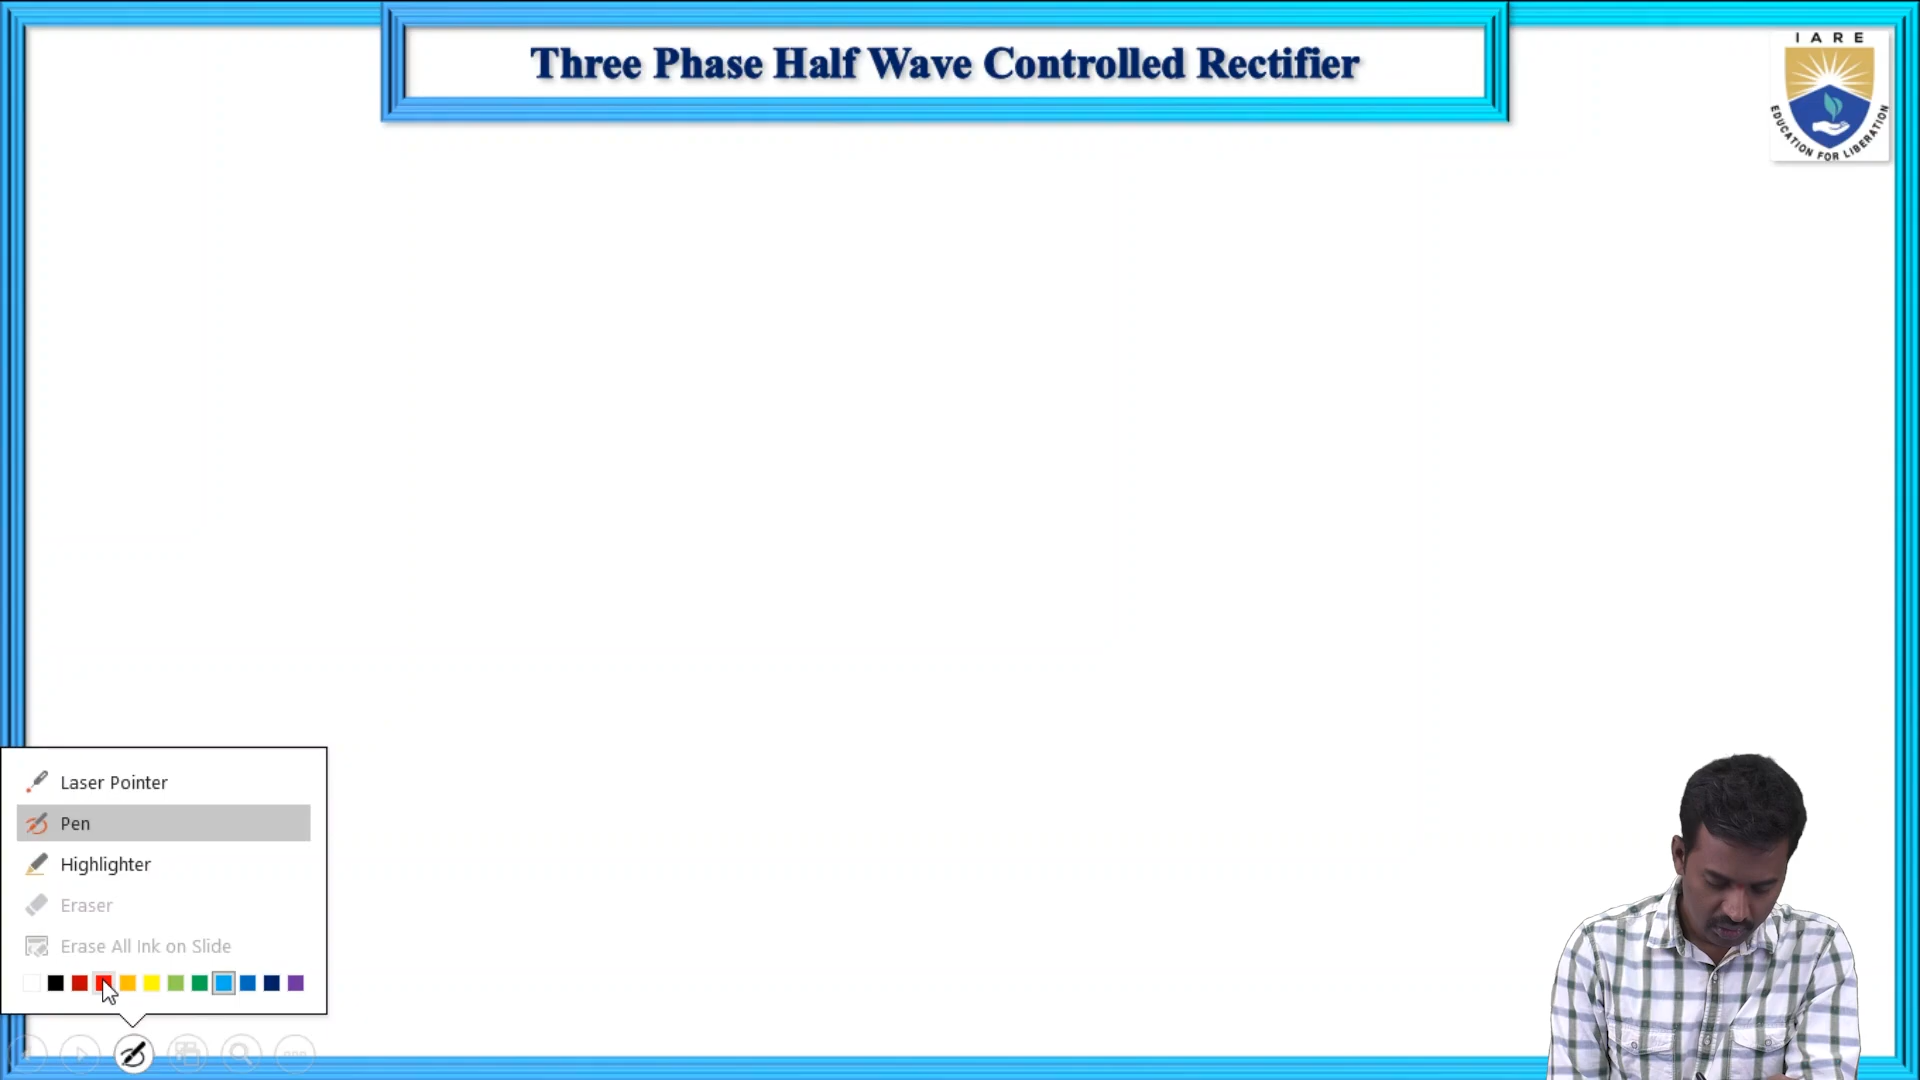 Three Phase Half Wave Controlled Rectifier
IARE
EDUCATION FOR LIBERATION
Laser Pointer
Pen
Highlighter
Eraser
Erase All Ink on Slide